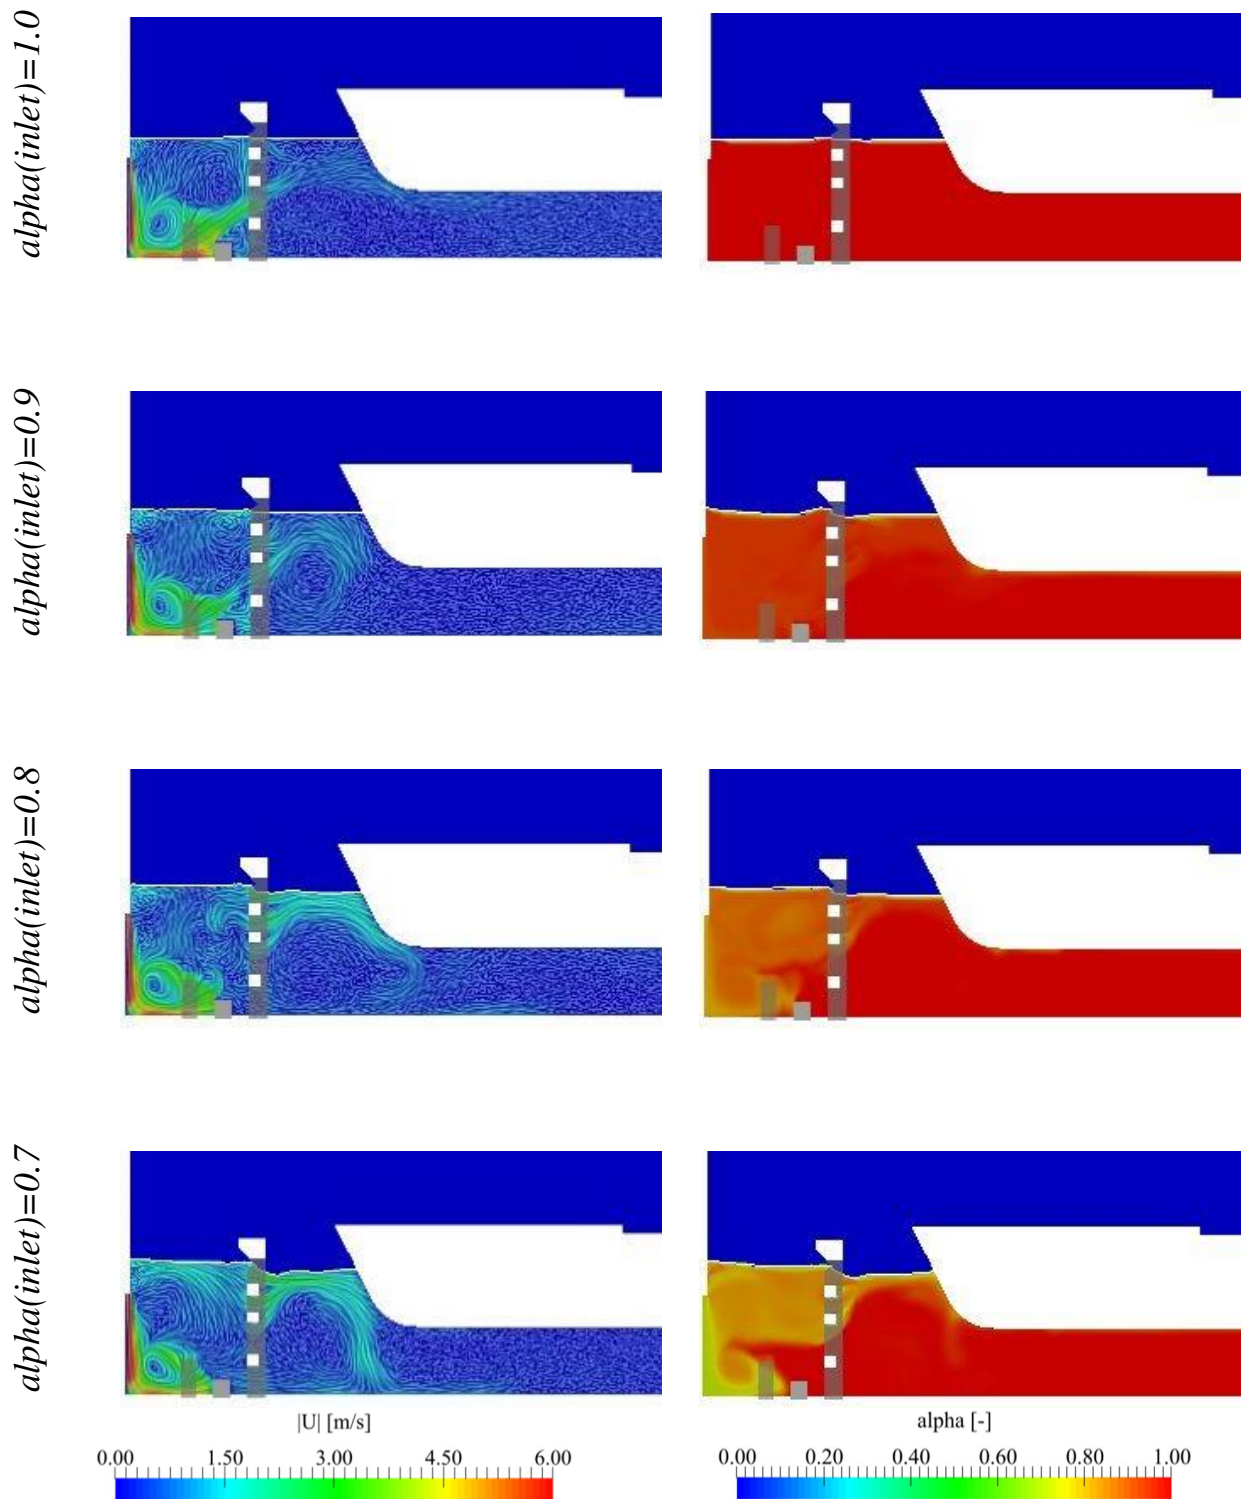 alpha(inlet)=1.0
alpha(inlet)=0.9
alpha(inlet)=0.8
alpha(inlet)=0.7
|U| [m/s]
0.00 1.50 3.00 4.50 6.00
alpha [-]
0.00 0.20 0.40 0.60 0.80 1.00